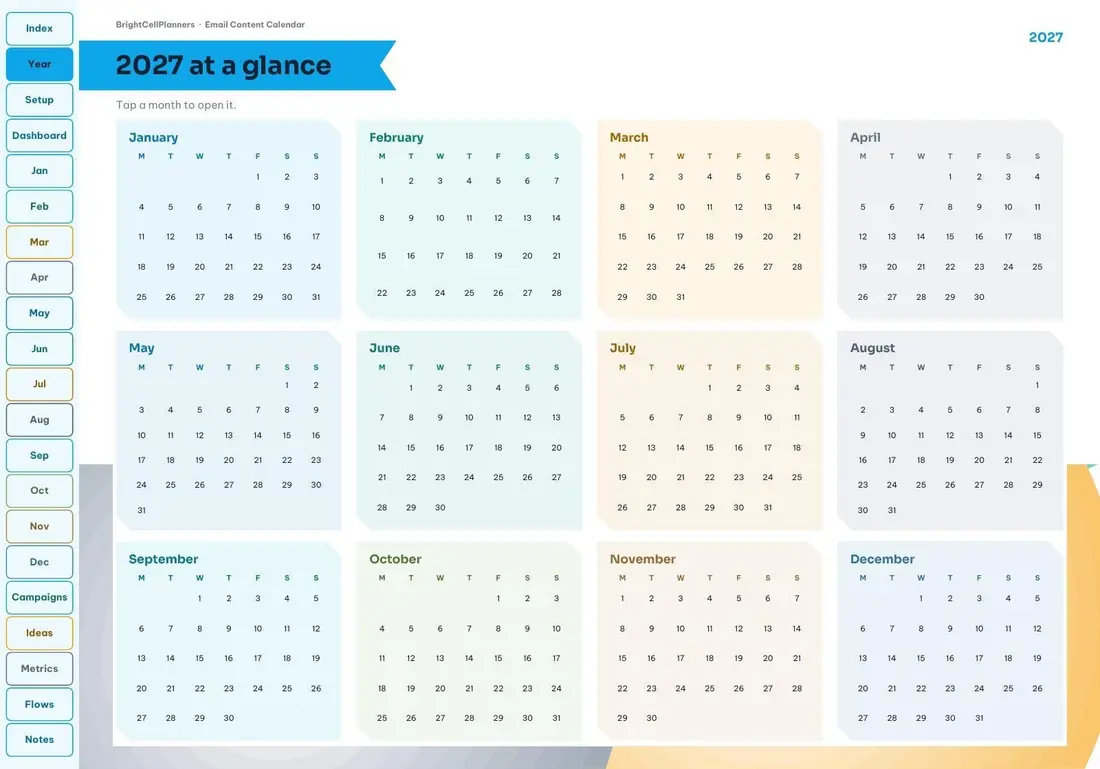 Index
Year
Setup
Dashboard
Jan
Feb
Mar
Apr
May
Jun
Jul
Aug
Sep
Oct
Nov
Dec
Campaigns
Ideas
Metrics
Flows
Notes
BrightCellPlanners · Email Content Calendar
2027
2027 at a glance
Tap a month to open it.
January
M T W T F S S
1 2 3
4 5 6 7 8 9 10
11 12 13 14 15 16 17
18 19 20 21 22 23 24
25 26 27 28 29 30 31
February
M T W T F S S
1 2 3 4 5 6 7
8 9 10 11 12 13 14
15 16 17 18 19 20 21
22 23 24 25 26 27 28
March
M T W T F S S
1 2 3 4 5 6 7
8 9 10 11 12 13 14
15 16 17 18 19 20 21
22 23 24 25 26 27 28
29 30 31
April
M T W T F S S
1 2 3 4
5 6 7 8 9 10 11
12 13 14 15 16 17 18
19 20 21 22 23 24 25
26 27 28 29 30
May
M T W T F S S
1 2
3 4 5 6 7 8 9
10 11 12 13 14 15 16
17 18 19 20 21 22 23
24 25 26 27 28 29 30
31
June
M T W T F S S
1 2 3 4 5 6
7 8 9 10 11 12 13
14 15 16 17 18 19 20
21 22 23 24 25 26 27
28 29 30
July
M T W T F S S
1 2 3 4
5 6 7 8 9 10 11
12 13 14 15 16 17 18
19 20 21 22 23 24 25
26 27 28 29 30 31
August
M T W T F S S
1
2 3 4 5 6 7 8
9 10 11 12 13 14 15
16 17 18 19 20 21 22
23 24 25 26 27 28 29
30 31
September
M T W T F S S
1 2 3 4 5
6 7 8 9 10 11 12
13 14 15 16 17 18 19
20 21 22 23 24 25 26
27 28 29 30
October
M T W T F S S
1 2 3
4 5 6 7 8 9 10
11 12 13 14 15 16 17
18 19 20 21 22 23 24
25 26 27 28 29 30 31
November
M T W T F S S
1 2 3 4 5 6 7
8 9 10 11 12 13 14
15 16 17 18 19 20 21
22 23 24 25 26 27 28
29 30
December
M T W T F S S
1 2 3 4 5
6 7 8 9 10 11 12
13 14 15 16 17 18 19
20 21 22 23 24 25 26
27 28 29 30 31